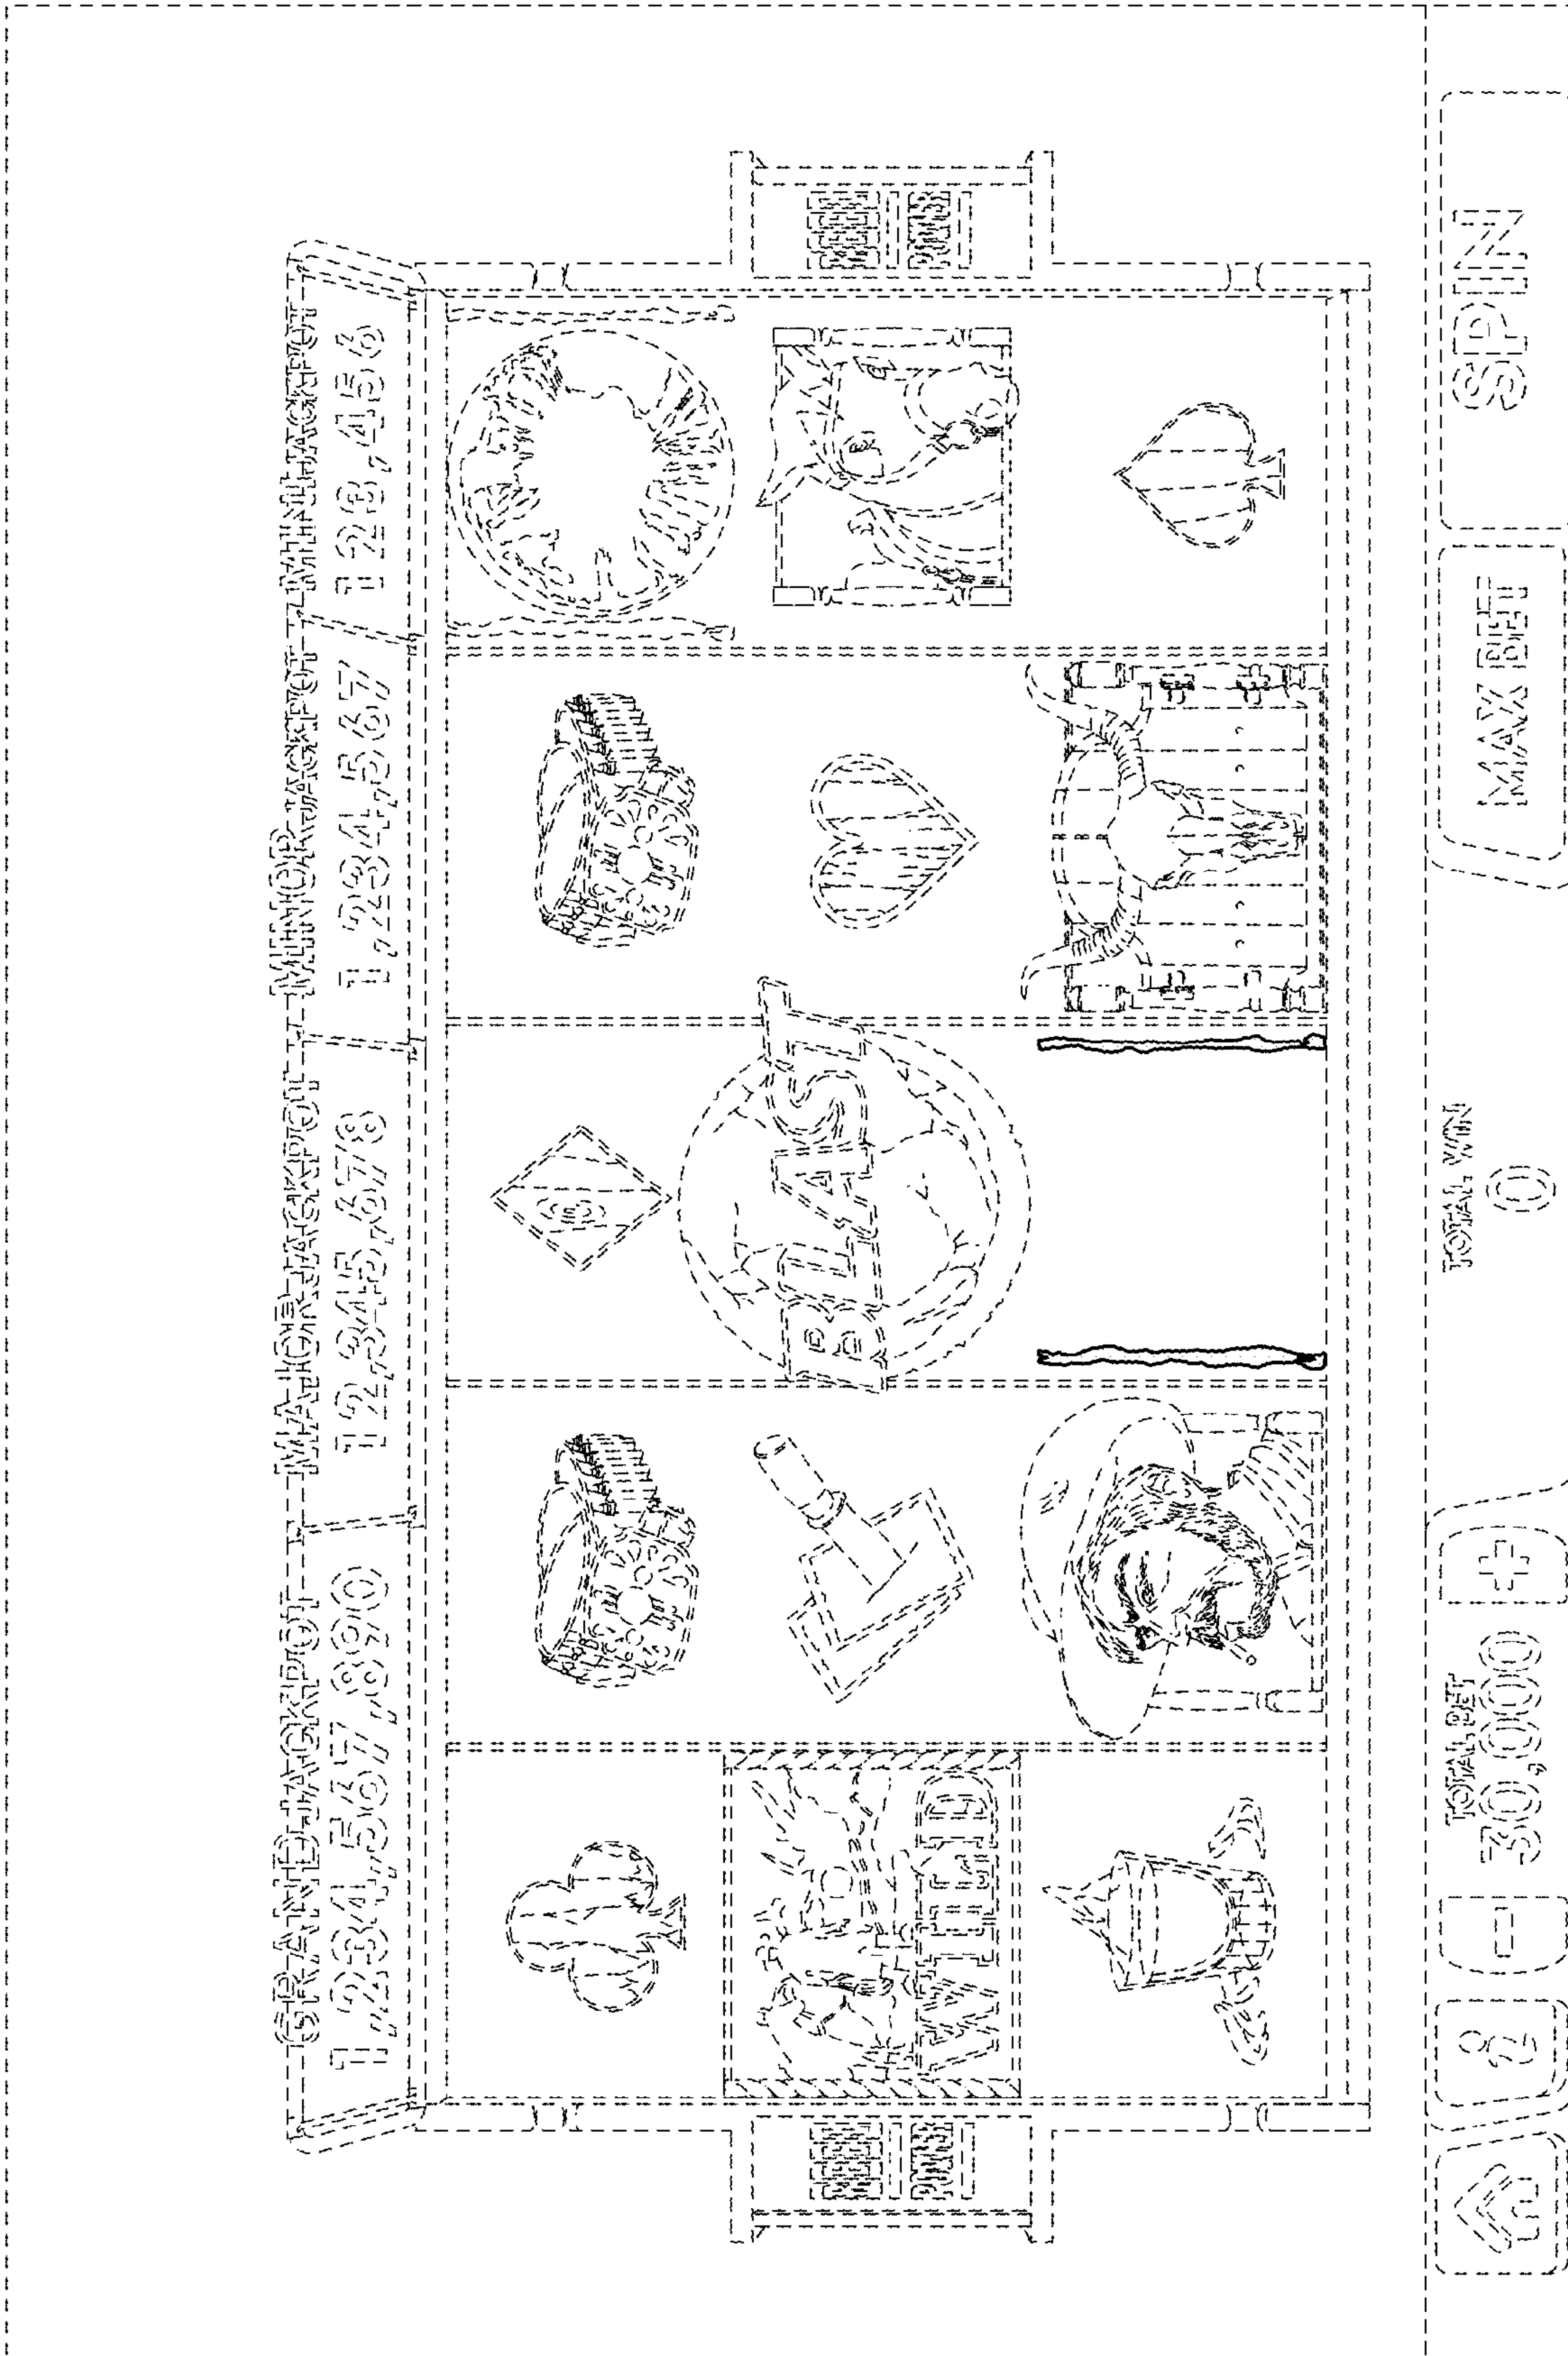 GRAND JACKPOT MAJOR JACKPOT MINOR JACKPOT MINI JACKPOT
1,234,567,890 12,345,678 1,234,567 123,456
BLAST
WILD
TOTAL BET
30,000
TOTAL WIN
0
MAX BET
SPIN